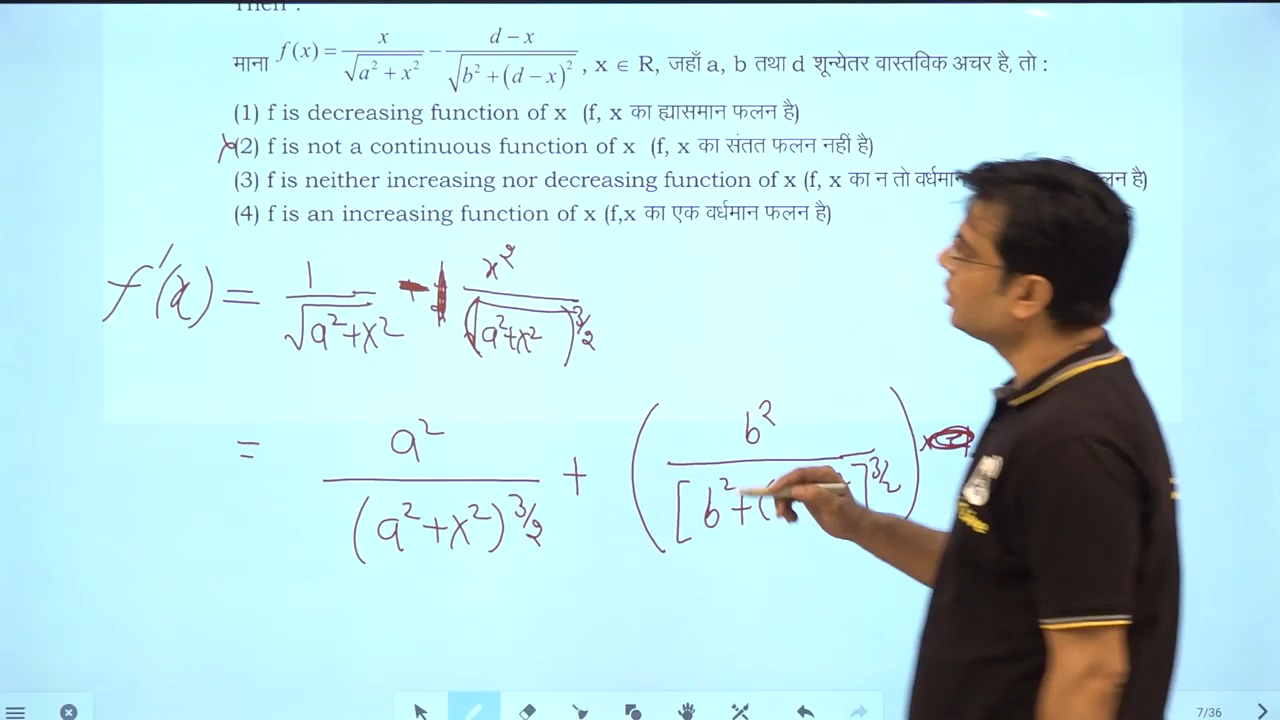 Then :
माना f(x) = x/√(a² + x²) − (d − x)/√(b² + (d − x)²) , x ∈ R, जहाँ a, b तथा d शून्येतर वास्तविक अचर है, तो :
(1) f is decreasing function of x (f, x का ह्यासमान फलन है)
(2) f is not a continuous function of x (f, x का संतत फलन नहीं है)
(3) f is neither increasing nor decreasing function of x (f, x का न तो वर्धमान फलन है)
(4) f is an increasing function of x (f,x का एक वर्धमान फलन है)
f'(x) = 1/√(a²+x²) − x²/(√a²+x²)^3/2
= a²/(a²+x²)^3/2 + (b²/[b²+( ]^3/2)
7/36